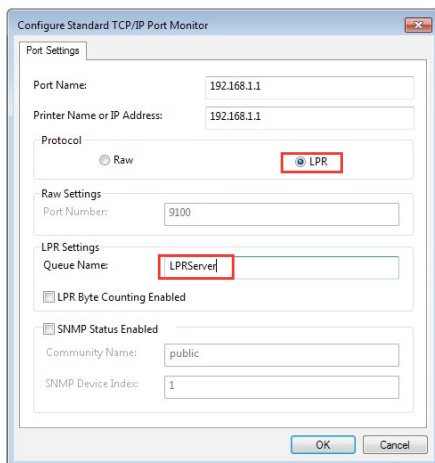 Configure Standard TCP/IP Port Monitor
Port Settings
Port Name: 192.168.1.1
Printer Name or IP Address: 192.168.1.1
Protocol
Raw LPR
Raw Settings
Port Number: 9100
LPR Settings
Queue Name: LPRServer
LPR Byte Counting Enabled
SNMP Status Enabled
Community Name: public
SNMP Device Index: 1
OK Cancel